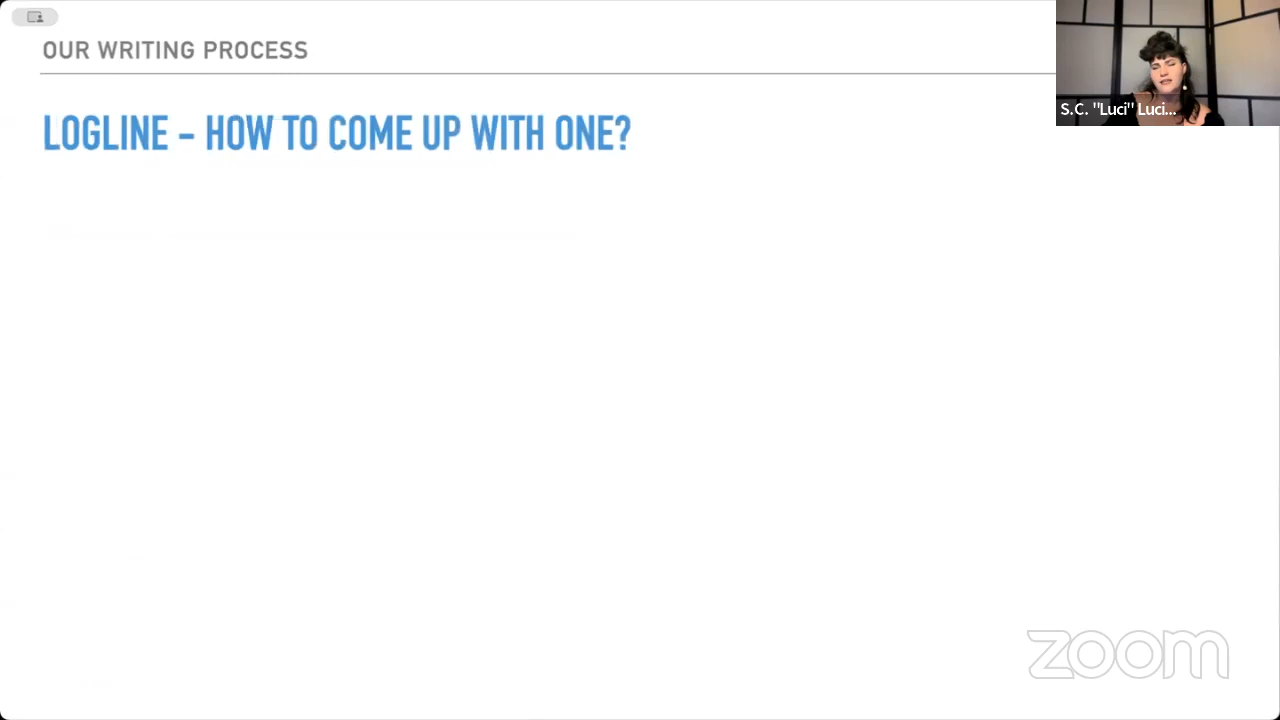 OUR WRITING PROCESS
LOGLINE - HOW TO COME UP WITH ONE?
S.C. "Luci" Luci...
zoom